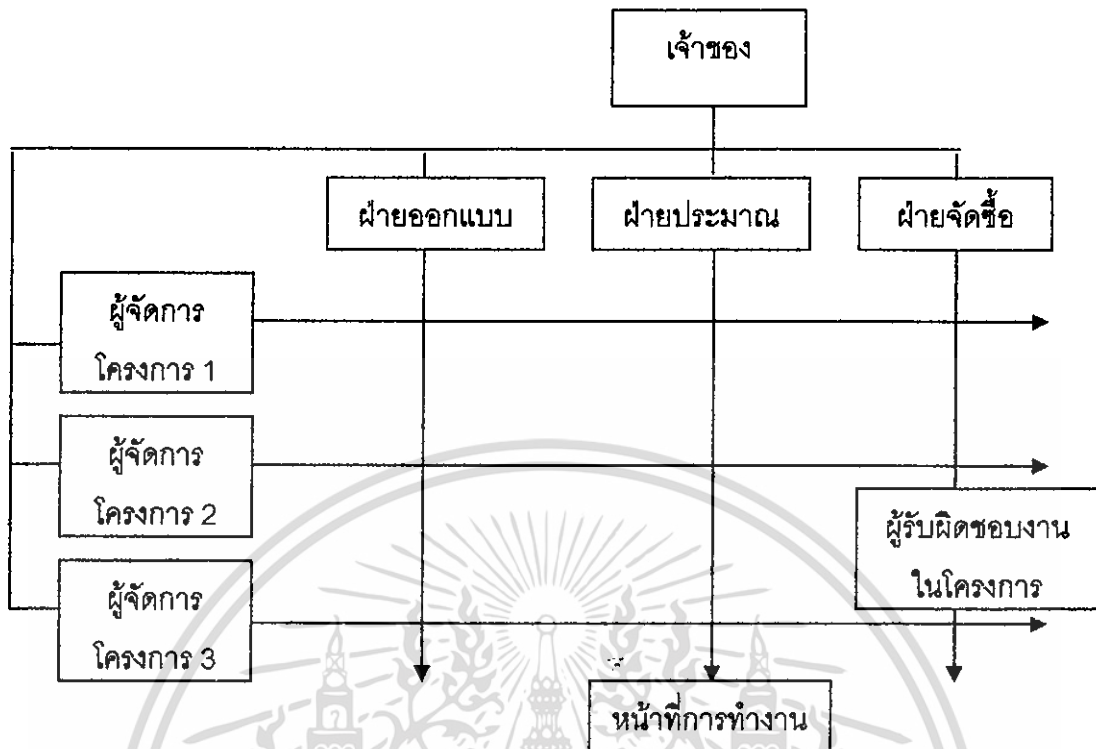 เจ้าของ
ฝ่ายออกแบบ
ฝ่ายประมาณ
ฝ่ายจัดซื้อ
ผู้จัดการ
โครงการ 1
ผู้จัดการ
โครงการ 2
ผู้รับผิดชอบงาน
ในโครงการ
ผู้จัดการ
โครงการ 3
หน้าที่การทำงาน